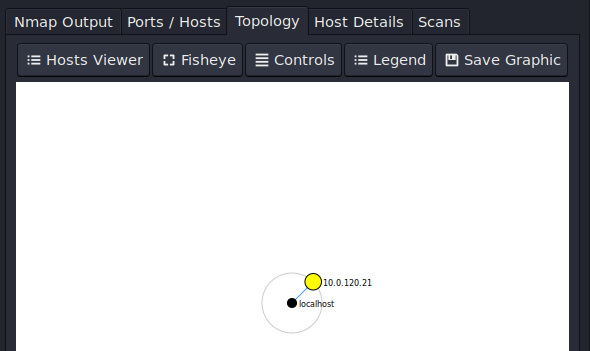 Nmap Output Ports / Hosts Topology Host Details Scans
Hosts Viewer Fisheye Controls Legend Save Graphic
10.0.120.21
localhost